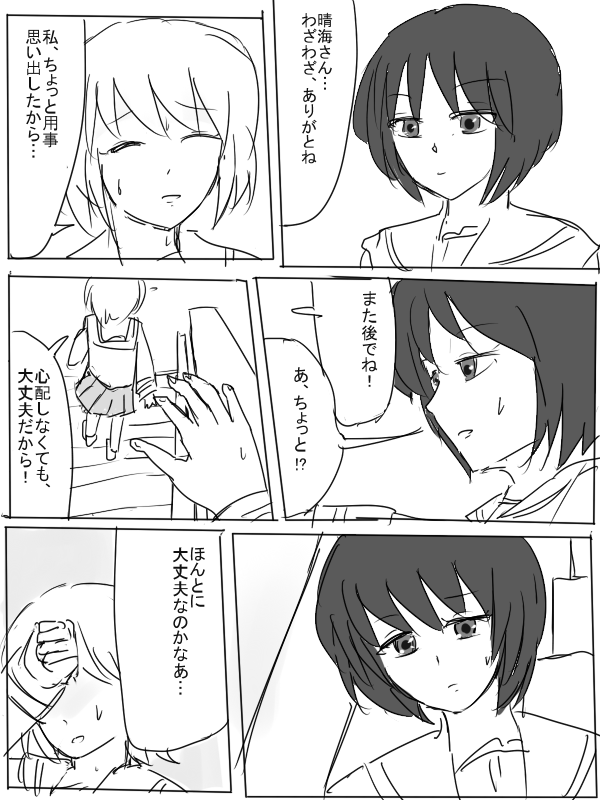 晴海さん…
わざわざ、ありがとね
私、ちょっと用事
思い出したから…
また後でね！
あ、ちょっと!?
心配しなくても、
大丈夫だから！
ほんとに
大丈夫なのかなあ…